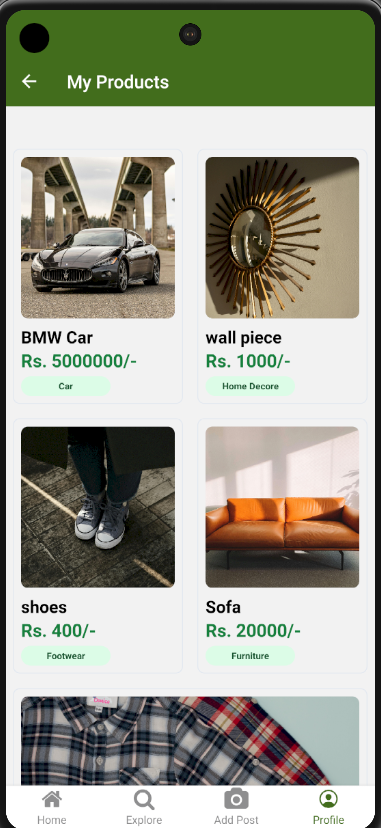 My Products
BMW Car
Rs. 5000000/-
Car
wall piece
Rs. 1000/-
Home Decore
shoes
Rs. 400/-
Footwear
Sofa
Rs. 20000/-
Furniture
Home
Explore
Add Post
Profile